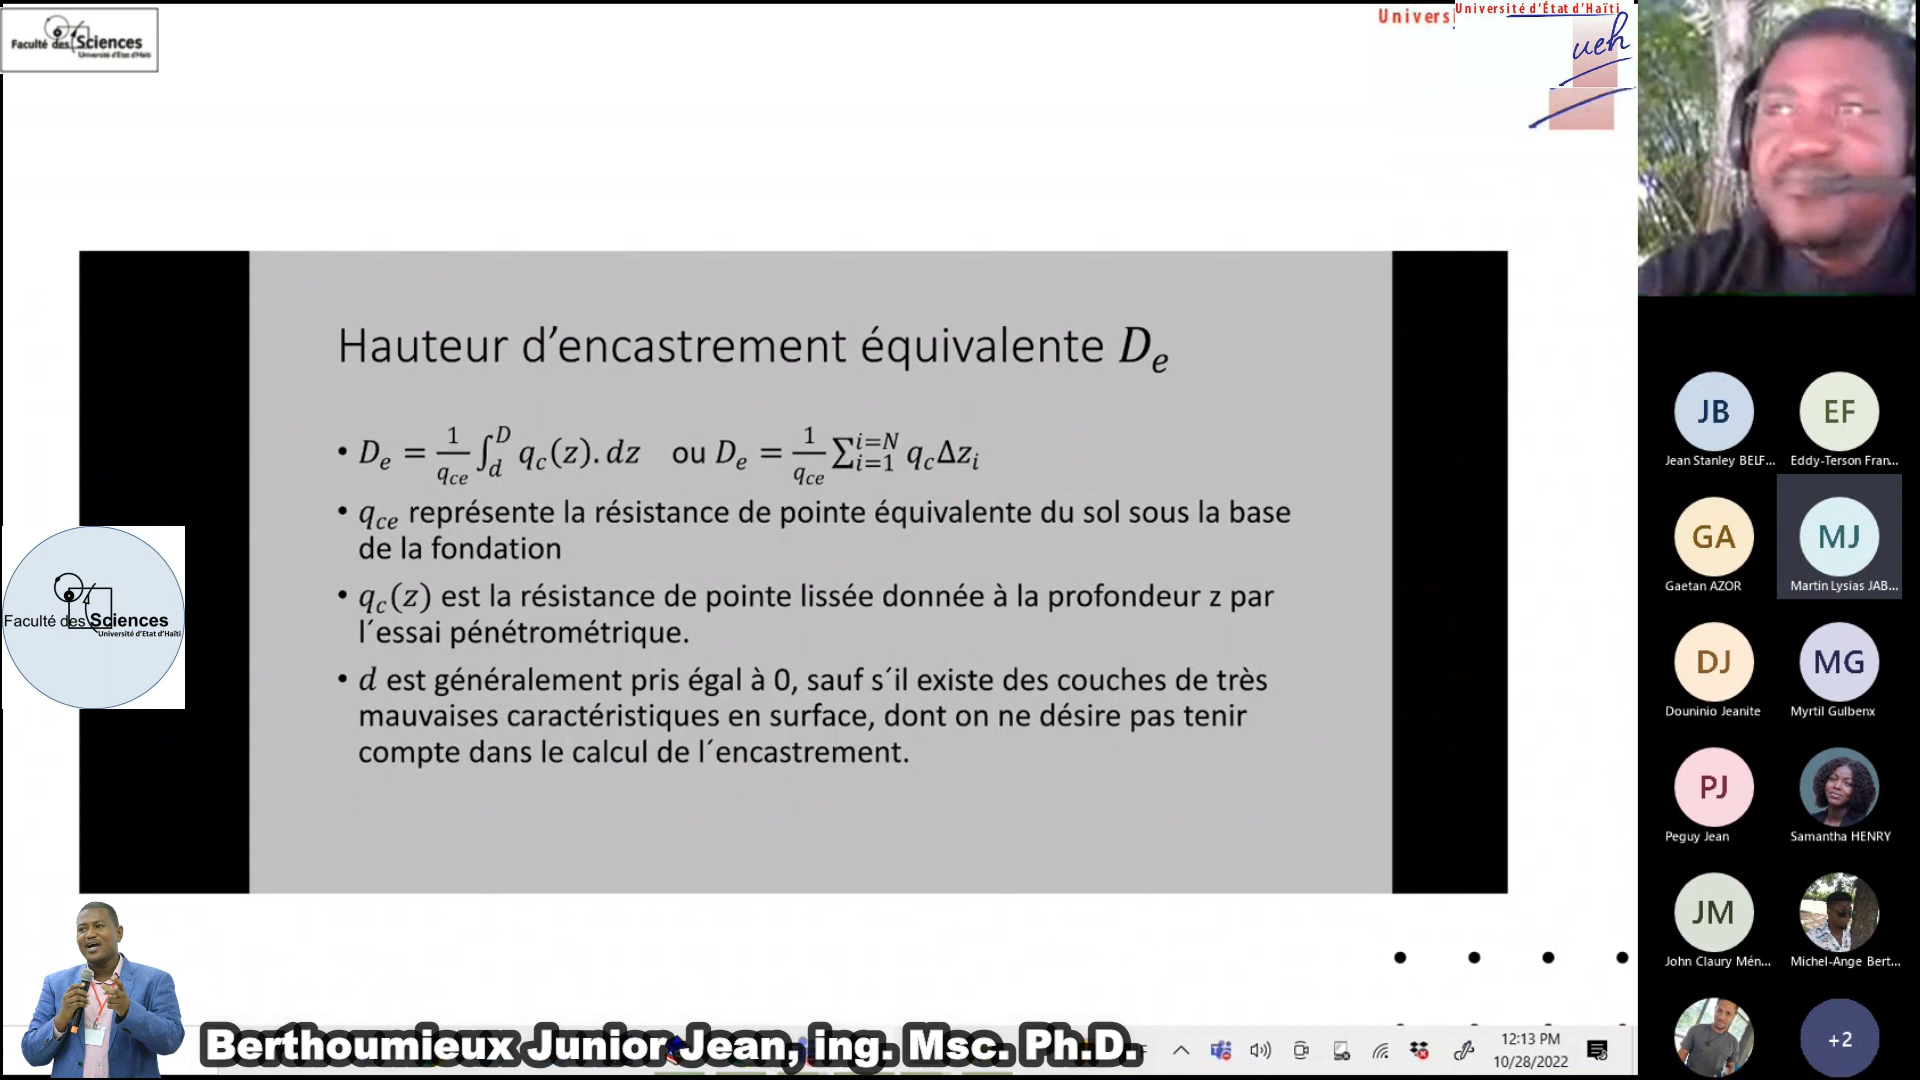 Faculté des Sciences
Université d'Etat d'Haïti
Univers
Université d'État d'Haïti
ueh
Hauteur d’encastrement équivalente $D_e$
• $D_e = \frac{1}{q_{ce}} \int_d^D q_c(z).dz$ ou $D_e = \frac{1}{q_{ce}} \sum_{i=1}^{i=N} q_c \Delta z_i$
• $q_{ce}$ représente la résistance de pointe équivalente du sol sous la base
de la fondation
• $q_c(z)$ est la résistance de pointe lissée donnée à la profondeur z par
l´essai pénétrométrique.
• $d$ est généralement pris égal à 0, sauf s´il existe des couches de très
mauvaises caractéristiques en surface, dont on ne désire pas tenir
compte dans le calcul de l´encastrement.
Faculté des Sciences
Université d'Etat d'Haïti
Berthoumieux Junior Jean, ing. Msc. Ph.D.
12:13 PM
10/28/2022
JB
EF
Jean Stanley BELF...
Eddy-Terson Fran...
GA
MJ
Gaetan AZOR
Martin Lysias JAB...
DJ
MG
Douninio Jeanite
Myrtil Gulbenx
PJ
Peguy Jean
Samantha HENRY
JM
John Claury Mén...
Michel-Ange Bert...
+2